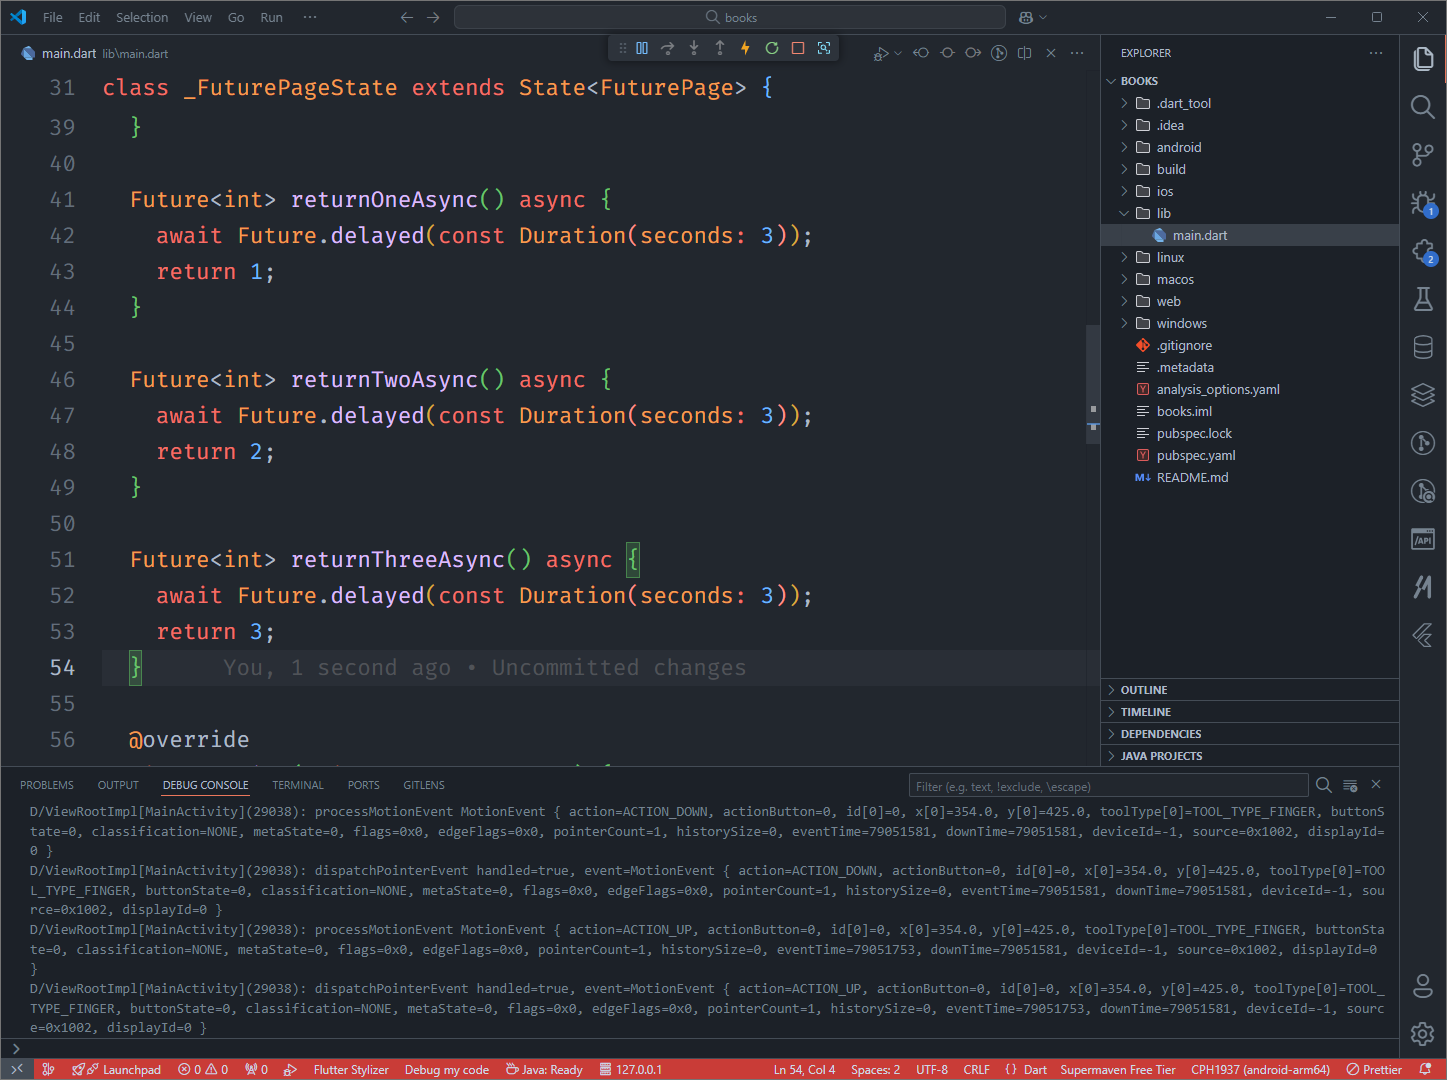 File Edit Selection View Go Run ··· books
main.dart lib\main.dart
31 class _FuturePageState extends State<FuturePage> {
39 }
40
41 Future<int> returnOneAsync() async {
42 await Future.delayed(const Duration(seconds: 3));
43 return 1;
44 }
45
46 Future<int> returnTwoAsync() async {
47 await Future.delayed(const Duration(seconds: 3));
48 return 2;
49 }
50
51 Future<int> returnThreeAsync() async {
52 await Future.delayed(const Duration(seconds: 3));
53 return 3;
54 } You, 1 second ago • Uncommitted changes
55
56 @override
EXPLORER
BOOKS
.dart_tool
.idea
android
build
ios
lib
main.dart
linux
macos
web
windows
.gitignore
.metadata
analysis_options.yaml
books.iml
pubspec.lock
pubspec.yaml
README.md
OUTLINE
TIMELINE
DEPENDENCIES
JAVA PROJECTS
1
2
/API
PROBLEMS OUTPUT DEBUG CONSOLE TERMINAL PORTS GITLENS Filter (e.g. text, !exclude, \escape)
D/ViewRootImpl[MainActivity](29038): processMotionEvent MotionEvent { action=ACTION_DOWN, actionButton=0, id[0]=0, x[0]=354.0, y[0]=425.0, toolType[0]=TOOL_TYPE_FINGER, buttonS
tate=0, classification=NONE, metaState=0, flags=0x0, edgeFlags=0x0, pointerCount=1, historySize=0, eventTime=79051581, downTime=79051581, deviceId=-1, source=0x1002, displayId=
0 }
D/ViewRootImpl[MainActivity](29038): dispatchPointerEvent handled=true, event=MotionEvent { action=ACTION_DOWN, actionButton=0, id[0]=0, x[0]=354.0, y[0]=425.0, toolType[0]=TOO
L_TYPE_FINGER, buttonState=0, classification=NONE, metaState=0, flags=0x0, edgeFlags=0x0, pointerCount=1, historySize=0, eventTime=79051581, downTime=79051581, deviceId=-1, sou
rce=0x1002, displayId=0 }
D/ViewRootImpl[MainActivity](29038): processMotionEvent MotionEvent { action=ACTION_UP, actionButton=0, id[0]=0, x[0]=354.0, y[0]=425.0, toolType[0]=TOOL_TYPE_FINGER, buttonSta
te=0, classification=NONE, metaState=0, flags=0x0, edgeFlags=0x0, pointerCount=1, historySize=0, eventTime=79051753, downTime=79051581, deviceId=-1, source=0x1002, displayId=0
}
D/ViewRootImpl[MainActivity](29038): dispatchPointerEvent handled=true, event=MotionEvent { action=ACTION_UP, actionButton=0, id[0]=0, x[0]=354.0, y[0]=425.0, toolType[0]=TOOL_
TYPE_FINGER, buttonState=0, classification=NONE, metaState=0, flags=0x0, edgeFlags=0x0, pointerCount=1, historySize=0, eventTime=79051753, downTime=79051581, deviceId=-1, sourc
e=0x1002, displayId=0 }
Launchpad 0 0 0 Flutter Stylizer Debug my code Java: Ready 127.0.0.1 Ln 54, Col 4 Spaces: 2 UTF-8 CRLF { } Dart Supermaven Free Tier CPH1937 (android-arm64) Prettier